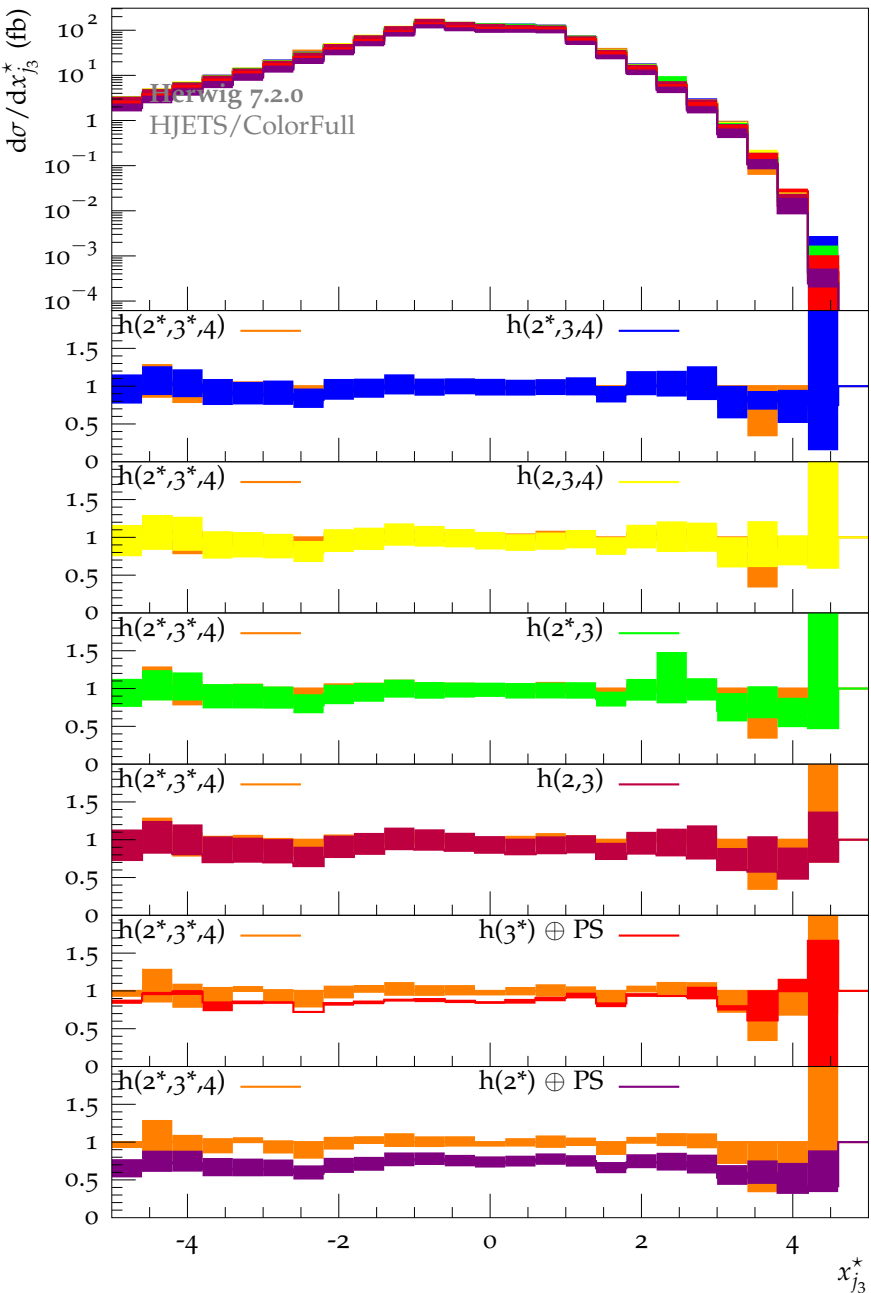 dσ/dx⋆j3 (fb)
10^2
10^1
1
10^−1
10^−2
10^−3
10^−4
Herwig 7.2.0
HJETS/ColorFull
h(2*,3*,4) h(2*,3,4)
1.5
1
0.5
0
h(2*,3*,4) h(2,3,4)
1.5
1
0.5
0
h(2*,3*,4) h(2*,3)
1.5
1
0.5
0
h(2*,3*,4) h(2,3)
1.5
1
0.5
0
h(2*,3*,4) h(3*) ⊕ PS
1.5
1
0.5
0
h(2*,3*,4) h(2*) ⊕ PS
1.5
1
0.5
0
-4 -2 0 2 4
x⋆j3